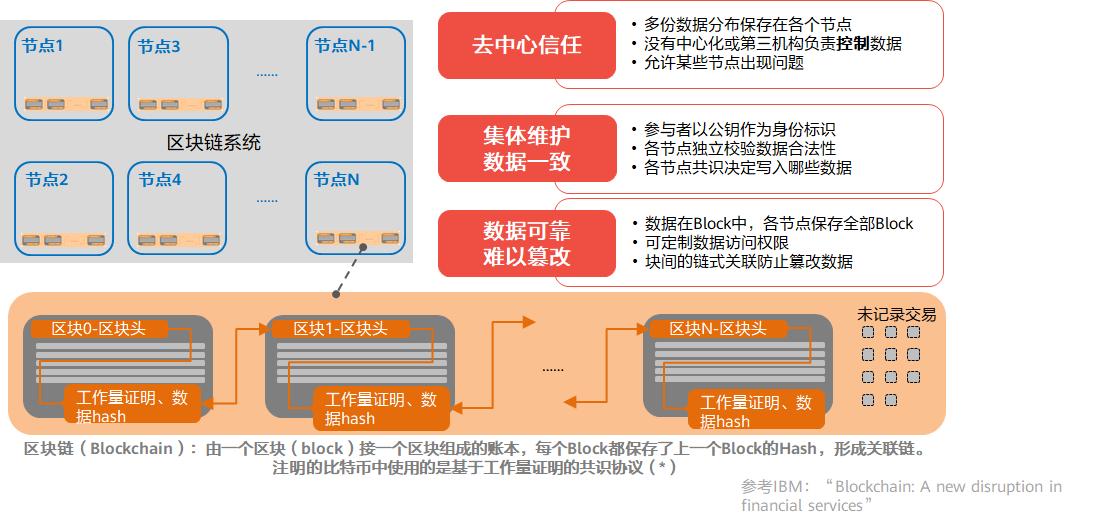 节点1
节点3
......
节点N-1
区块链系统
节点2
节点4
......
节点N
去中心信任
• 多份数据分布保存在各个节点
• 没有中心化或第三机构负责控制数据
• 允许某些节点出现问题
集体维护
数据一致
• 参与者以公钥作为身份标识
• 各节点独立校验数据合法性
• 各节点共识决定写入哪些数据
数据可靠
难以篡改
• 数据在Block中，各节点保存全部Block
• 可定制数据访问权限
• 块间的链式关联防止篡改数据
区块0-区块头
工作量证明、数
据hash
区块1-区块头
工作量证明、数
据hash
......
区块N-区块头
工作量证明、数
据hash
未记录交易
区块链（Blockchain）：由一个区块（block）接一个区块组成的账本，每个Block都保存了上一个Block的Hash，形成关联链。
注明的比特币中使用的是基于工作量证明的共识协议（*）
参考IBM：“Blockchain: A new disruption in
financial services”